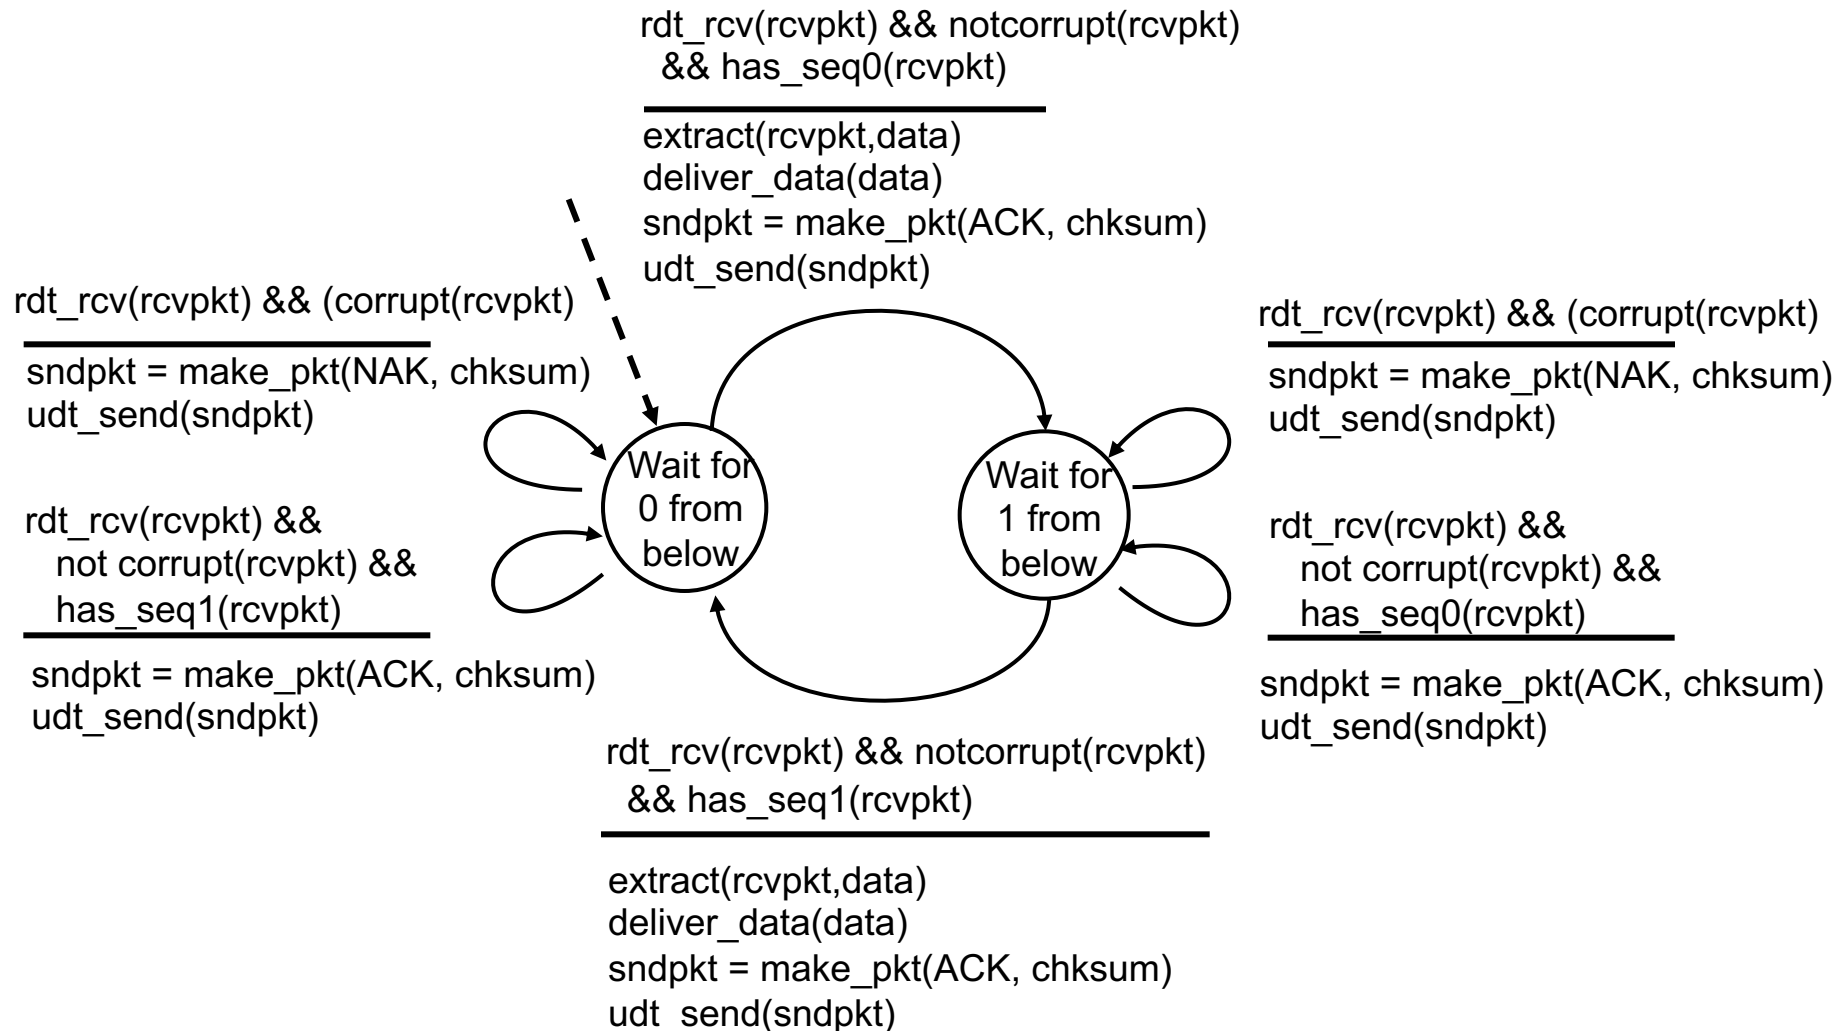 rdt_rcv(rcvpkt) && notcorrupt(rcvpkt)
&& has_seq0(rcvpkt)
extract(rcvpkt,data)
deliver_data(data)
sndpkt = make_pkt(ACK, chksum)
udt_send(sndpkt)
rdt_rcv(rcvpkt) && (corrupt(rcvpkt)
sndpkt = make_pkt(NAK, chksum)
udt_send(sndpkt)
rdt_rcv(rcvpkt) &&
not corrupt(rcvpkt) &&
has_seq1(rcvpkt)
sndpkt = make_pkt(ACK, chksum)
udt_send(sndpkt)
Wait for
0 from
below
Wait for
1 from
below
rdt_rcv(rcvpkt) && (corrupt(rcvpkt)
sndpkt = make_pkt(NAK, chksum)
udt_send(sndpkt)
rdt_rcv(rcvpkt) &&
not corrupt(rcvpkt) &&
has_seq0(rcvpkt)
sndpkt = make_pkt(ACK, chksum)
udt_send(sndpkt)
rdt_rcv(rcvpkt) && notcorrupt(rcvpkt)
&& has_seq1(rcvpkt)
extract(rcvpkt,data)
deliver_data(data)
sndpkt = make_pkt(ACK, chksum)
udt_send(sndpkt)